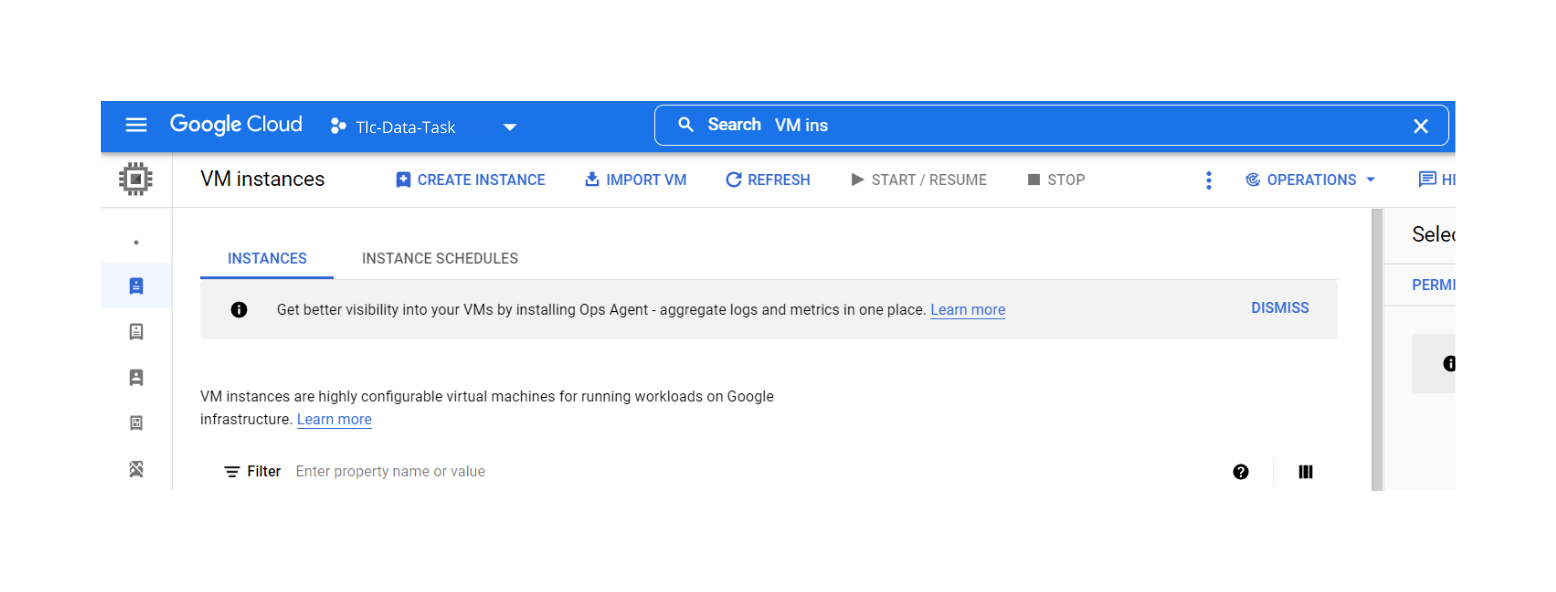 Google Cloud Tlc-Data-Task Search VM ins
VM instances CREATE INSTANCE IMPORT VM REFRESH START / RESUME STOP OPERATIONS
INSTANCES INSTANCE SCHEDULES
Get better visibility into your VMs by installing Ops Agent - aggregate logs and metrics in one place. Learn more DISMISS
VM instances are highly configurable virtual machines for running workloads on Google
infrastructure. Learn more
Filter Enter property name or value